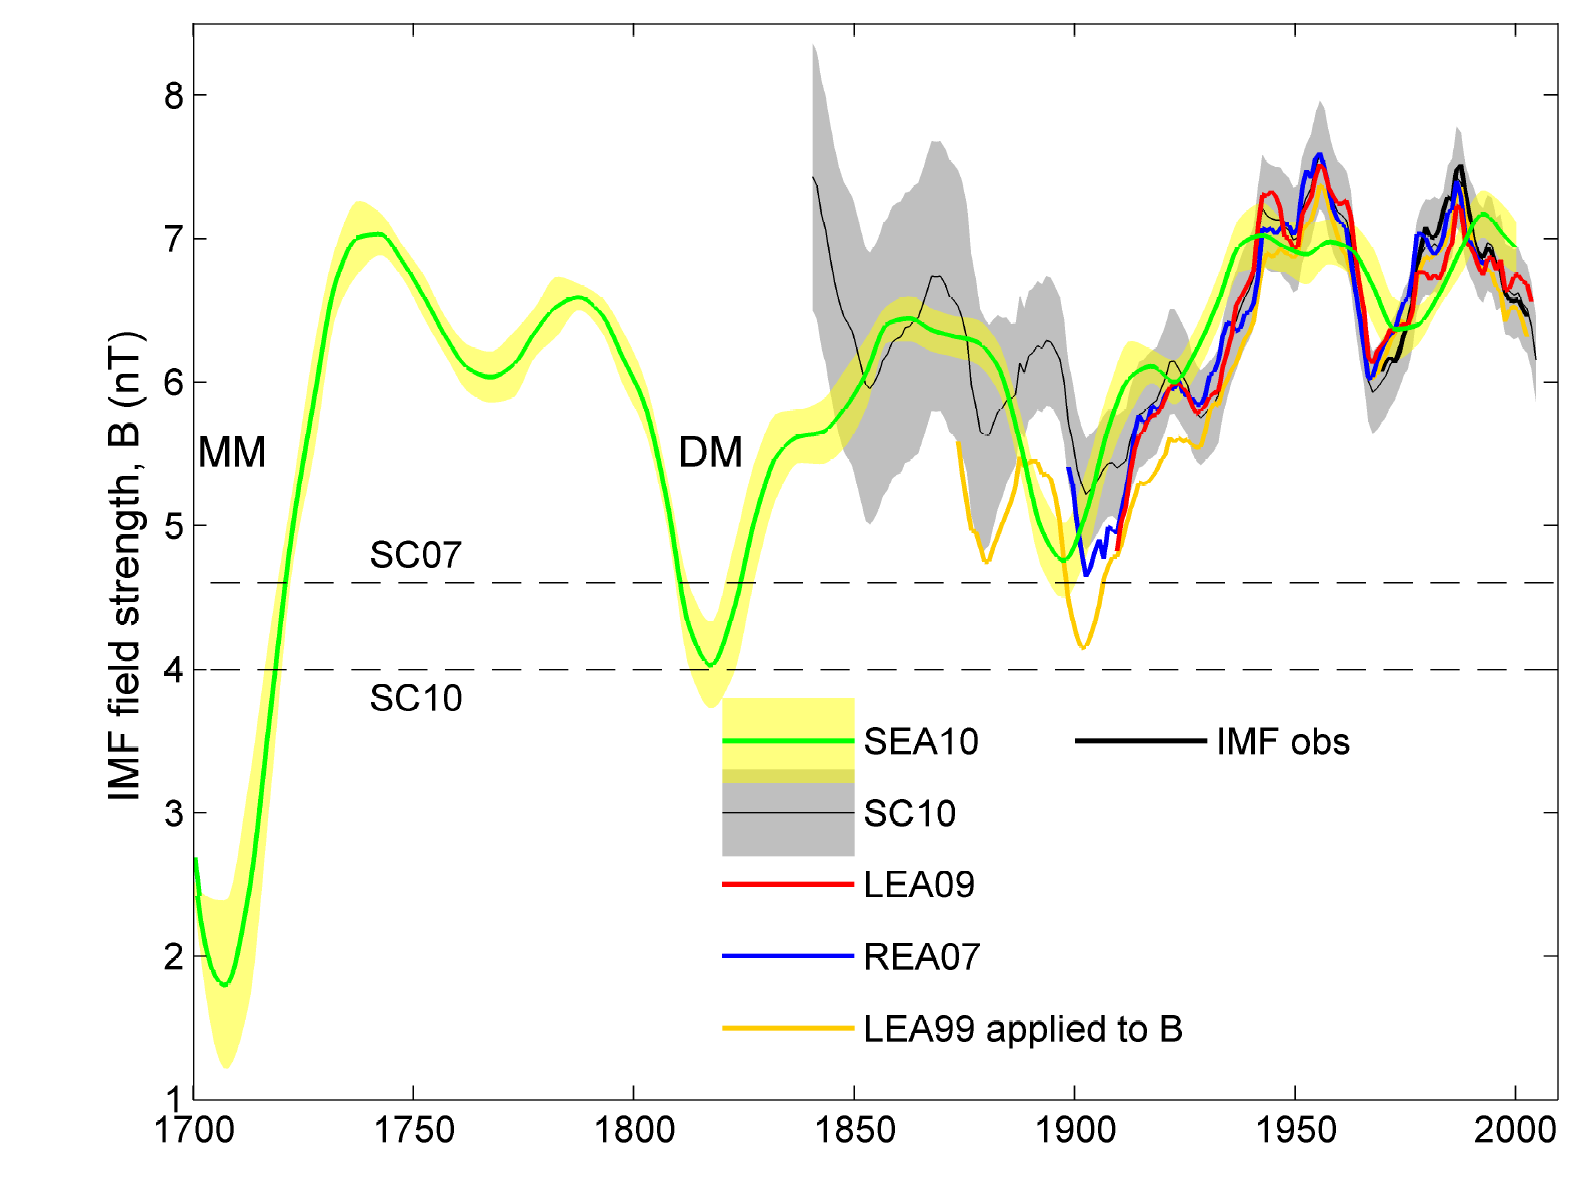 IMF field strength, B (nT)
8
7
6
5
4
3
2
1
MM
DM
SC07
SC10
SEA10
IMF obs
SC10
LEA09
REA07
LEA99 applied to B
1700 1750 1800 1850 1900 1950 2000